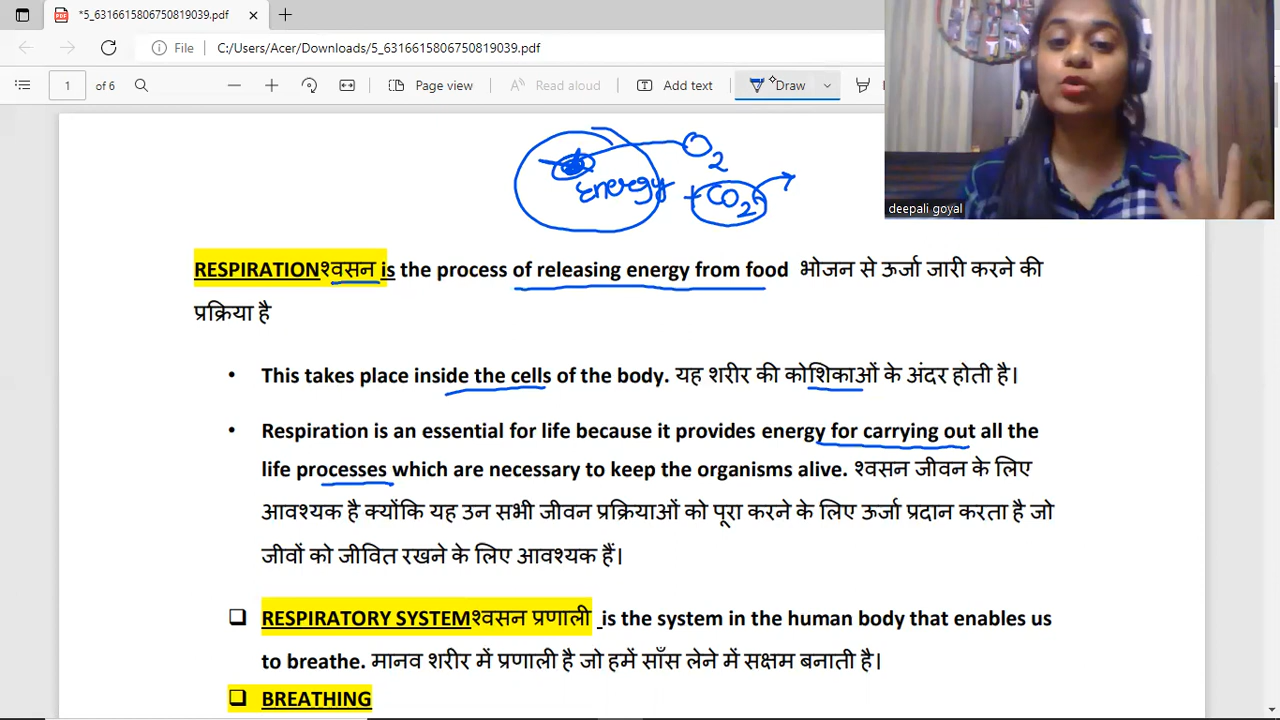 *5_6316615806750819039.pdf
File C:/Users/Acer/Downloads/5_6316615806750819039.pdf
1 of 6 Page view Read aloud Add text Draw
deepali goyal
O2
Energy + CO2
RESPIRATIONश्वसन is the process of releasing energy from food भोजन से ऊर्जा जारी करने की
प्रक्रिया है
• This takes place inside the cells of the body. यह शरीर की कोशिकाओं के अंदर होती है।
• Respiration is an essential for life because it provides energy for carrying out all the
life processes which are necessary to keep the organisms alive. श्वसन जीवन के लिए
आवश्यक है क्योंकि यह उन सभी जीवन प्रक्रियाओं को पूरा करने के लिए ऊर्जा प्रदान करता है जो
जीवों को जीवित रखने के लिए आवश्यक हैं।
❑ RESPIRATORY SYSTEMश्वसन प्रणाली is the system in the human body that enables us
to breathe. मानव शरीर में प्रणाली है जो हमें साँस लेने में सक्षम बनाती है।
❑ BREATHING